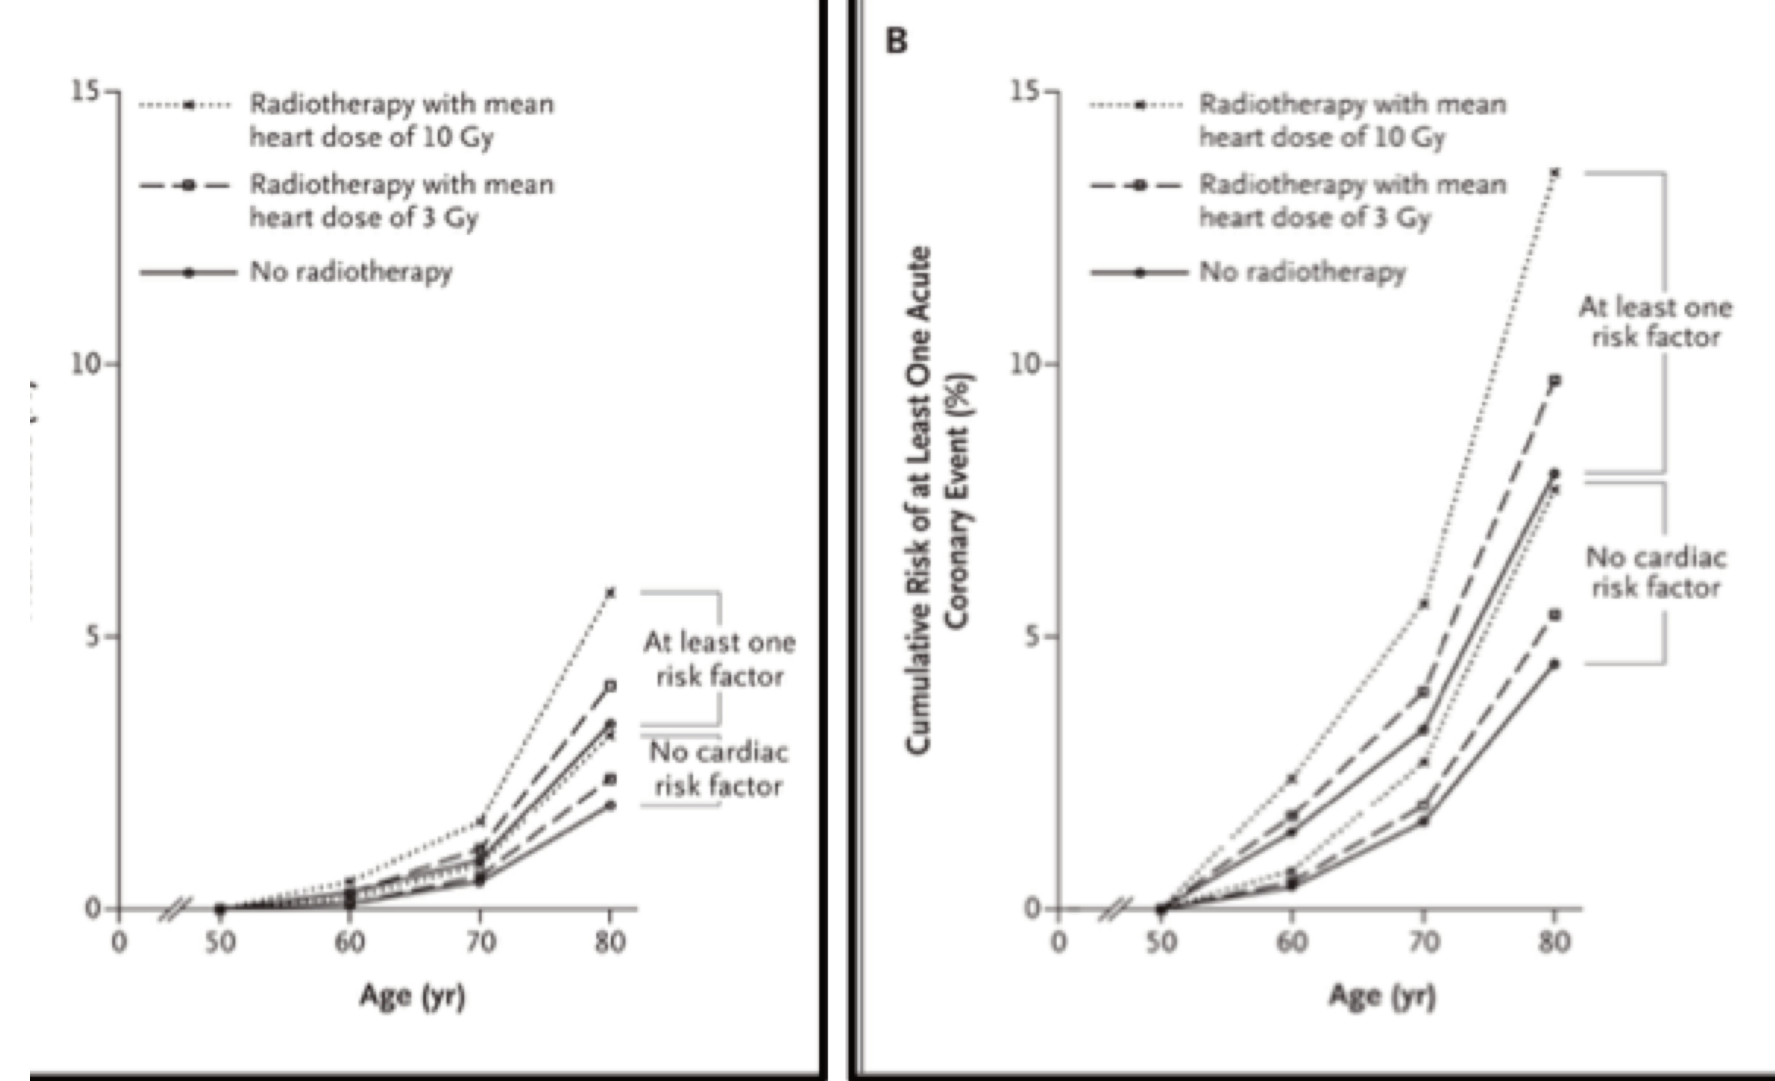 15
Radiotherapy with mean
heart dose of 10 Gy
Radiotherapy with mean
heart dose of 3 Gy
No radiotherapy
10
5
0
At least one
risk factor
No cardiac
risk factor
0 50 60 70 80
Age (yr)
B
Cumulative Risk of at Least One Acute
Coronary Event (%)
15
Radiotherapy with mean
heart dose of 10 Gy
Radiotherapy with mean
heart dose of 3 Gy
No radiotherapy
10
5
0
At least one
risk factor
No cardiac
risk factor
0 50 60 70 80
Age (yr)